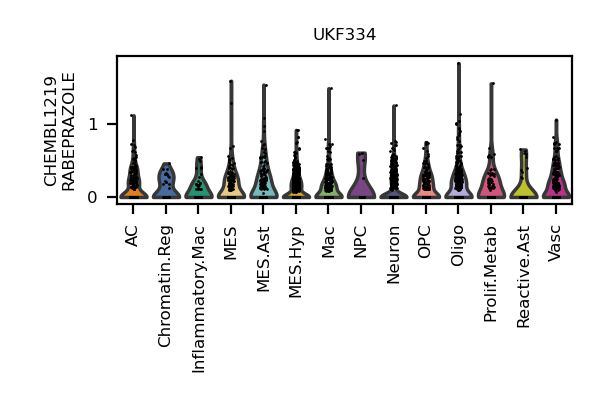 UKF334
CHEMBL1219
RABEPRAZOLE
1
0
AC
Chromatin.Reg
Inflammatory.Mac
MES
MES.Ast
MES.Hyp
Mac
NPC
Neuron
OPC
Oligo
Prolif.Metab
Reactive.Ast
Vasc